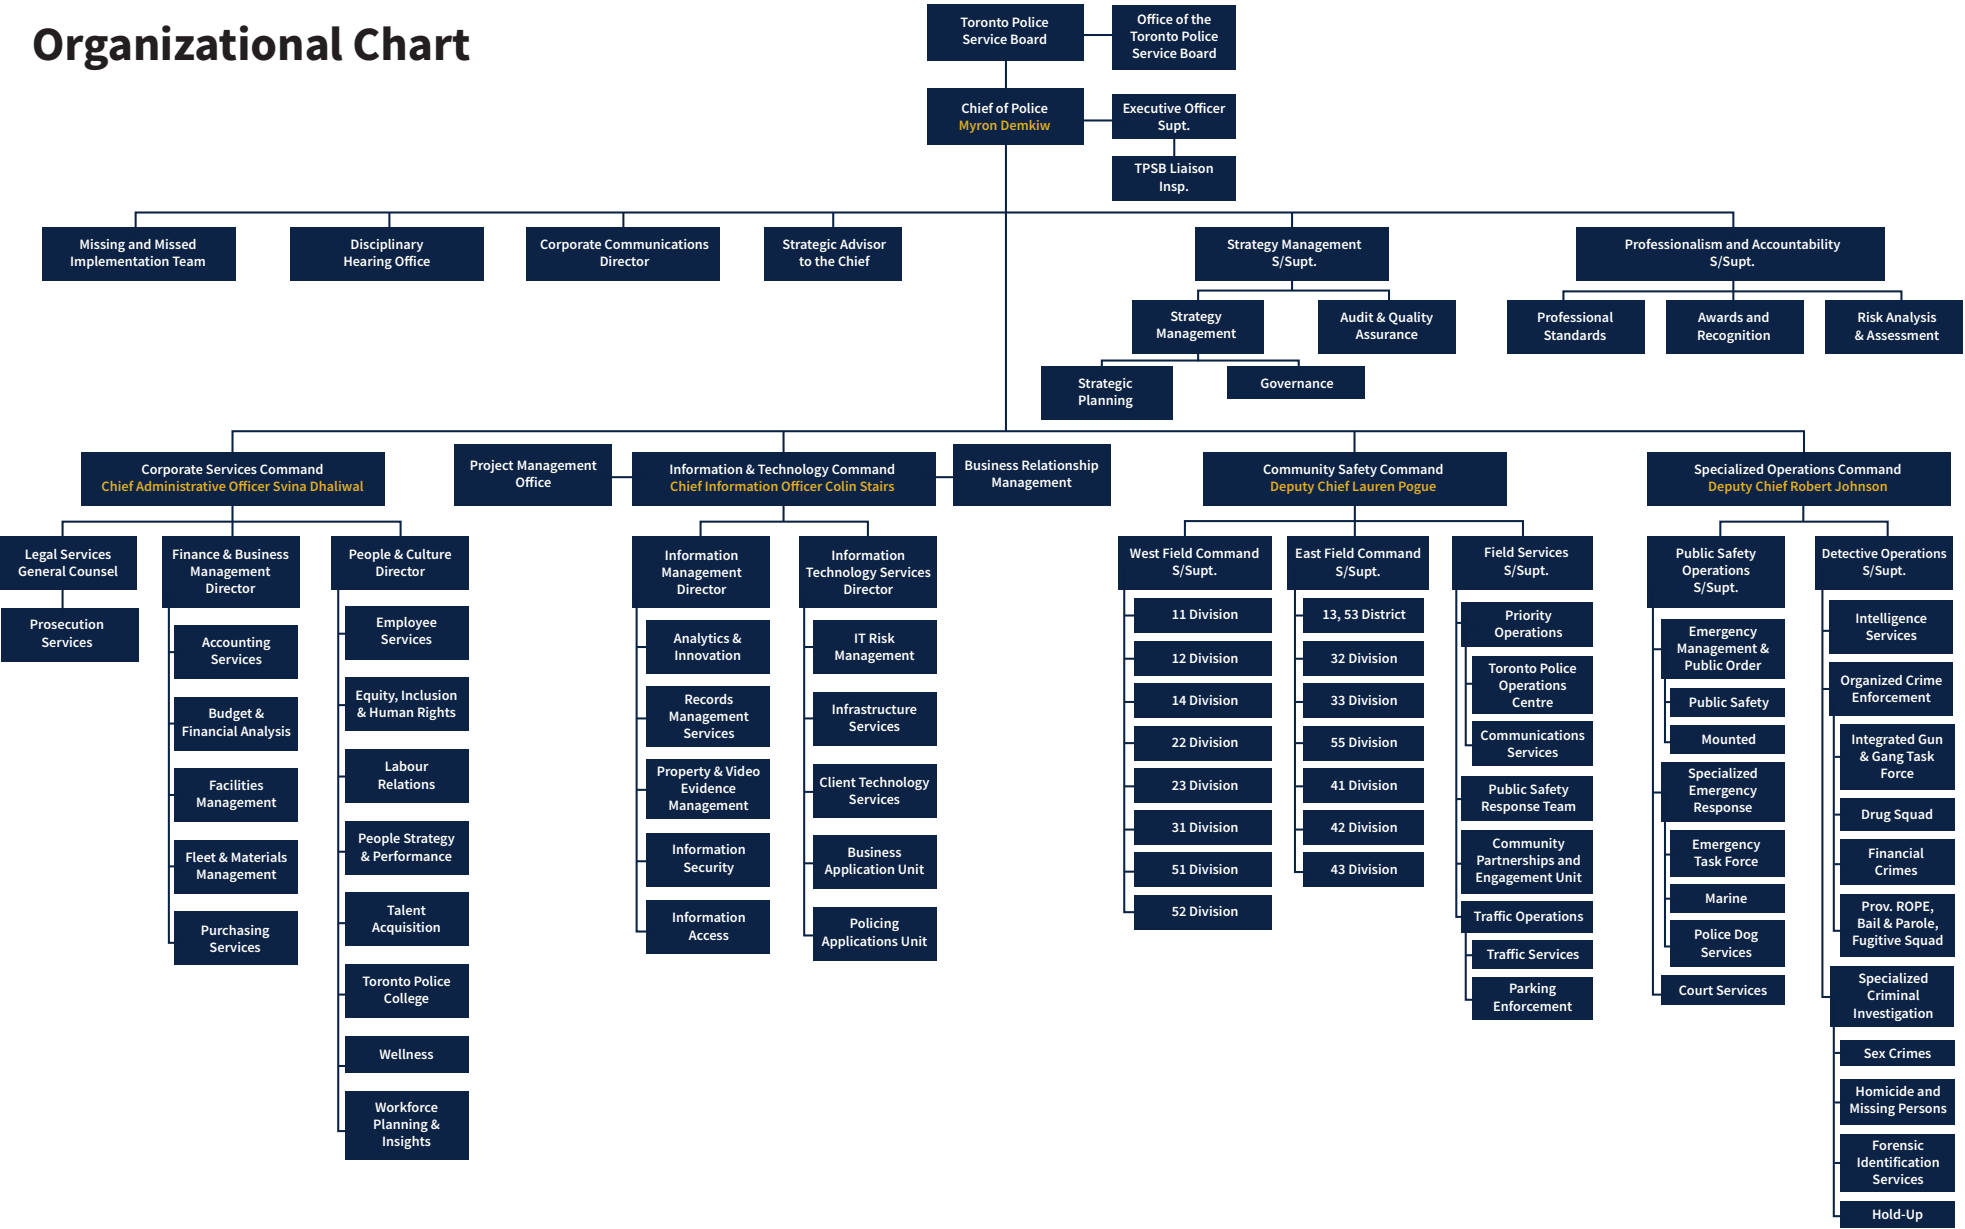 Organizational Chart
Toronto Police
Service Board
Office of the
Toronto Police
Service Board
Chief of Police
Myron Demkiw
Executive Officer
Supt.
TPSB Liaison
Insp.
Missing and Missed
Implementation Team
Disciplinary
Hearing Office
Corporate Communications
Director
Strategic Advisor
to the Chief
Strategy Management
S/Supt.
Professionalism and Accountability
S/Supt.
Strategy
Management
Audit & Quality
Assurance
Professional
Standards
Awards and
Recognition
Risk Analysis
& Assessment
Strategic
Planning
Governance
Corporate Services Command
Chief Administrative Officer Svina Dhaliwal
Project Management
Office
Information & Technology Command
Chief Information Officer Colin Stairs
Business Relationship
Management
Community Safety Command
Deputy Chief Lauren Pogue
Specialized Operations Command
Deputy Chief Robert Johnson
Legal Services
General Counsel
Prosecution
Services
Finance & Business
Management
Director
Accounting
Services
Budget &
Financial Analysis
Facilities
Management
Fleet & Materials
Management
Purchasing
Services
People & Culture
Director
Employee
Services
Equity, Inclusion
& Human Rights
Labour
Relations
People Strategy
& Performance
Talent
Acquisition
Toronto Police
College
Wellness
Workforce
Planning &
Insights
Information
Management
Director
Analytics &
Innovation
Records
Management
Services
Property & Video
Evidence
Management
Information
Security
Information
Access
Information
Technology Services
Director
IT Risk
Management
Infrastructure
Services
Client Technology
Services
Business
Application Unit
Policing
Applications Unit
West Field Command
S/Supt.
11 Division
12 Division
14 Division
22 Division
23 Division
31 Division
51 Division
52 Division
East Field Command
S/Supt.
13, 53 District
32 Division
33 Division
55 Division
41 Division
42 Division
43 Division
Field Services
S/Supt.
Priority
Operations
Toronto Police
Operations
Centre
Communications
Services
Public Safety
Response Team
Community
Partnerships and
Engagement Unit
Traffic Operations
Traffic Services
Parking
Enforcement
Public Safety
Operations
S/Supt.
Emergency
Management &
Public Order
Public Safety
Mounted
Specialized
Emergency
Response
Emergency
Task Force
Marine
Police Dog
Services
Court Services
Detective Operations
S/Supt.
Intelligence
Services
Organized Crime
Enforcement
Integrated Gun
& Gang Task
Force
Drug Squad
Financial
Crimes
Prov. ROPE,
Bail & Parole,
Fugitive Squad
Specialized
Criminal
Investigation
Sex Crimes
Homicide and
Missing Persons
Forensic
Identification
Services
Hold-Up